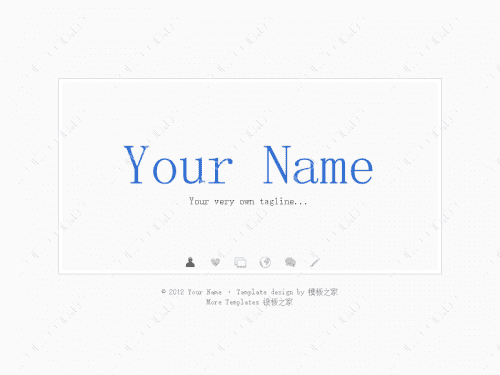 Your Name
Your very own tagline...
© 2012 Your Name · Template design by 模板之家
More Templates 模板之家